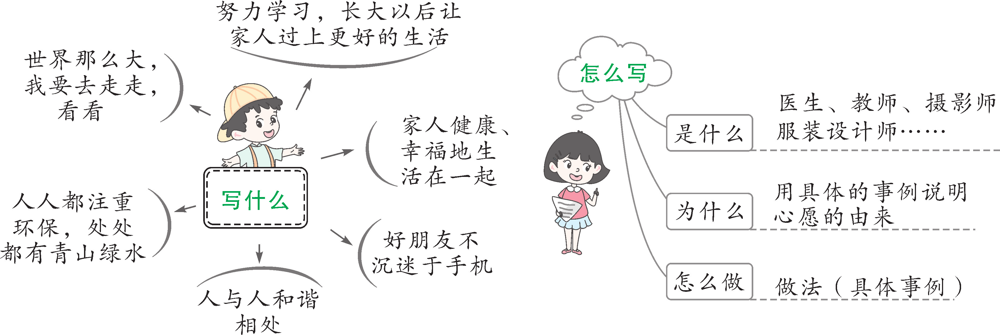 努力学习，长大以后让
家人过上更好的生活
世界那么大，
我要去走走，
看看
家人健康、
幸福地生
活在一起
写什么
人人都注重
环保，处处
都有青山绿水
好朋友不
沉迷于手机
人与人和谐
相处
怎么写
是什么
医生、教师、摄影师
服装设计师……
为什么
用具体的事例说明
心愿的由来
怎么做
做法（具体事例）